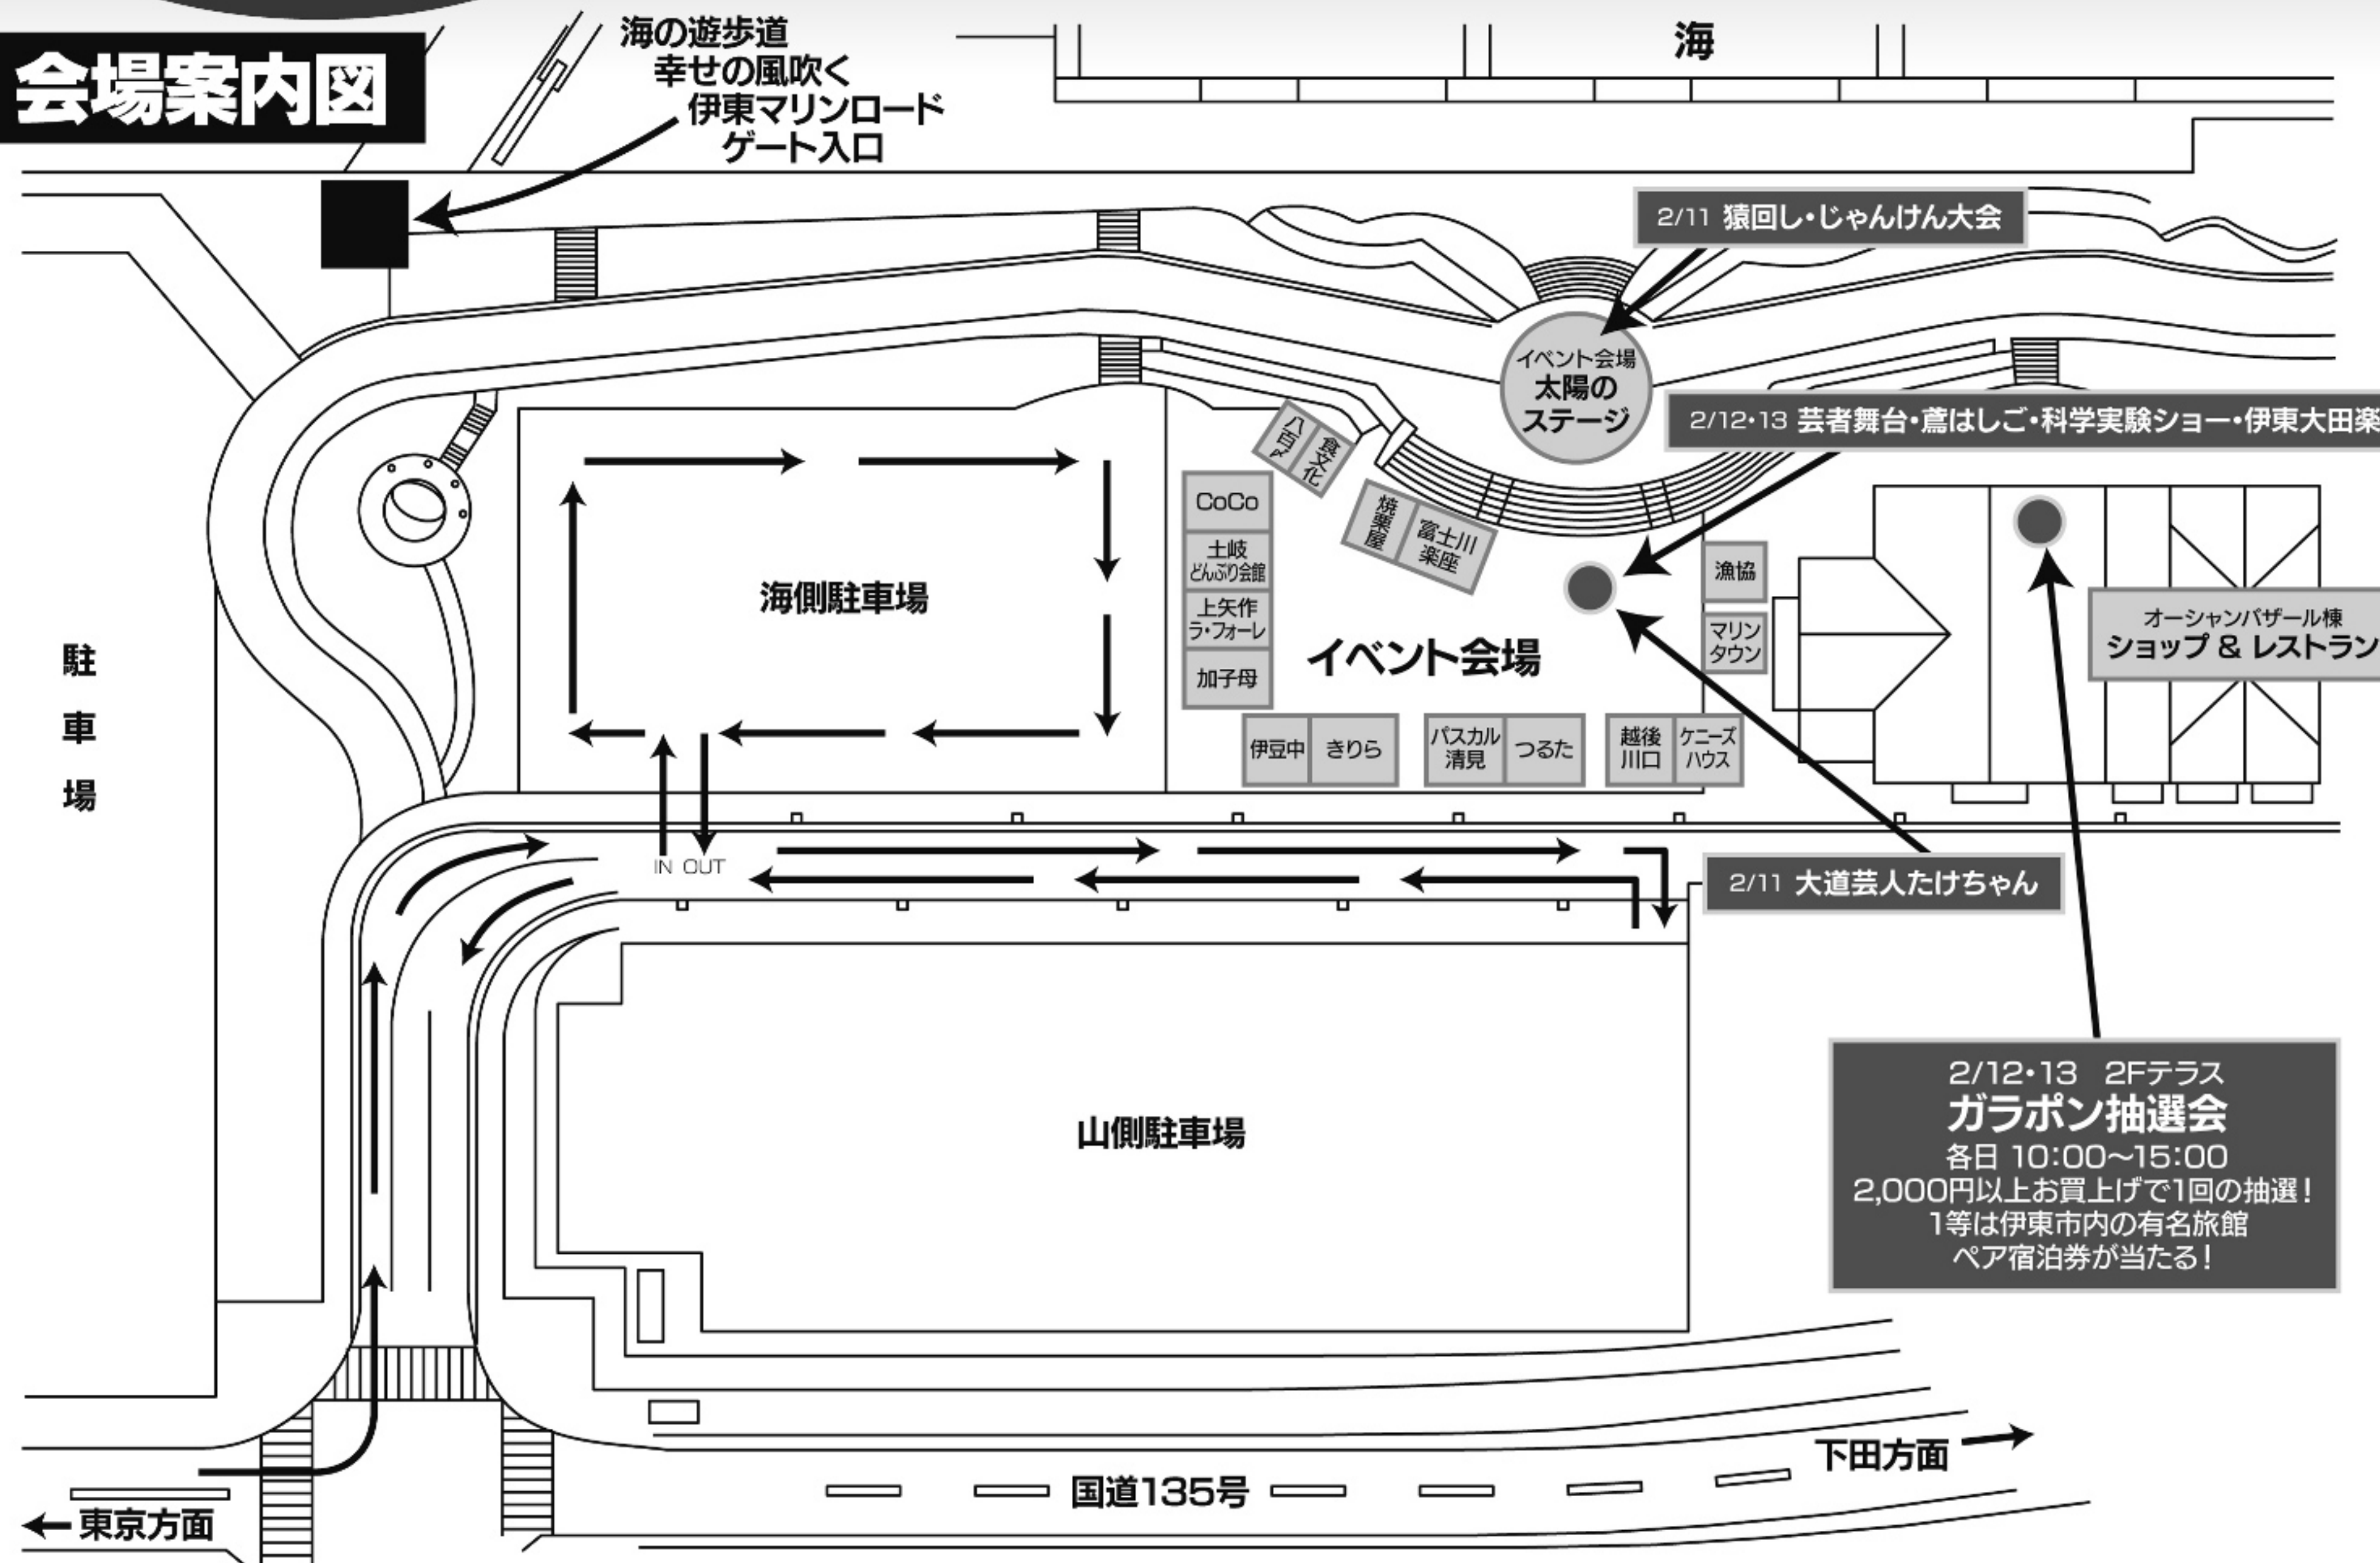 会場案内図
海の遊歩道
幸せの風吹く
伊東マリンロード
ゲート入口
海
2/11 猿回し・じゃんけん大会
イベント会場
太陽の
ステージ
2/12・13 芸者舞台・鳶はしご・科学実験ショー・伊東大田楽
八百〆
食文化
焼栗屋
富士川
楽座
CoCo
土岐
どんぶり会館
上矢作
ラ・フォーレ
加子母
海側駐車場
イベント会場
漁協
マリン
タウン
オーシャンバザール棟
ショップ & レストラン
駐車場
伊豆中
きりら
パスカル
清見
つるた
越後
川口
ケニーズ
ハウス
IN OUT
2/11 大道芸人たけちゃん
山側駐車場
2/12・13 2Fテラス
ガラポン抽選会
各日 10:00〜15:00
2,000円以上お買上げで1回の抽選!
1等は伊東市内の有名旅館
ペア宿泊券が当たる!
下田方面
国道135号
東京方面